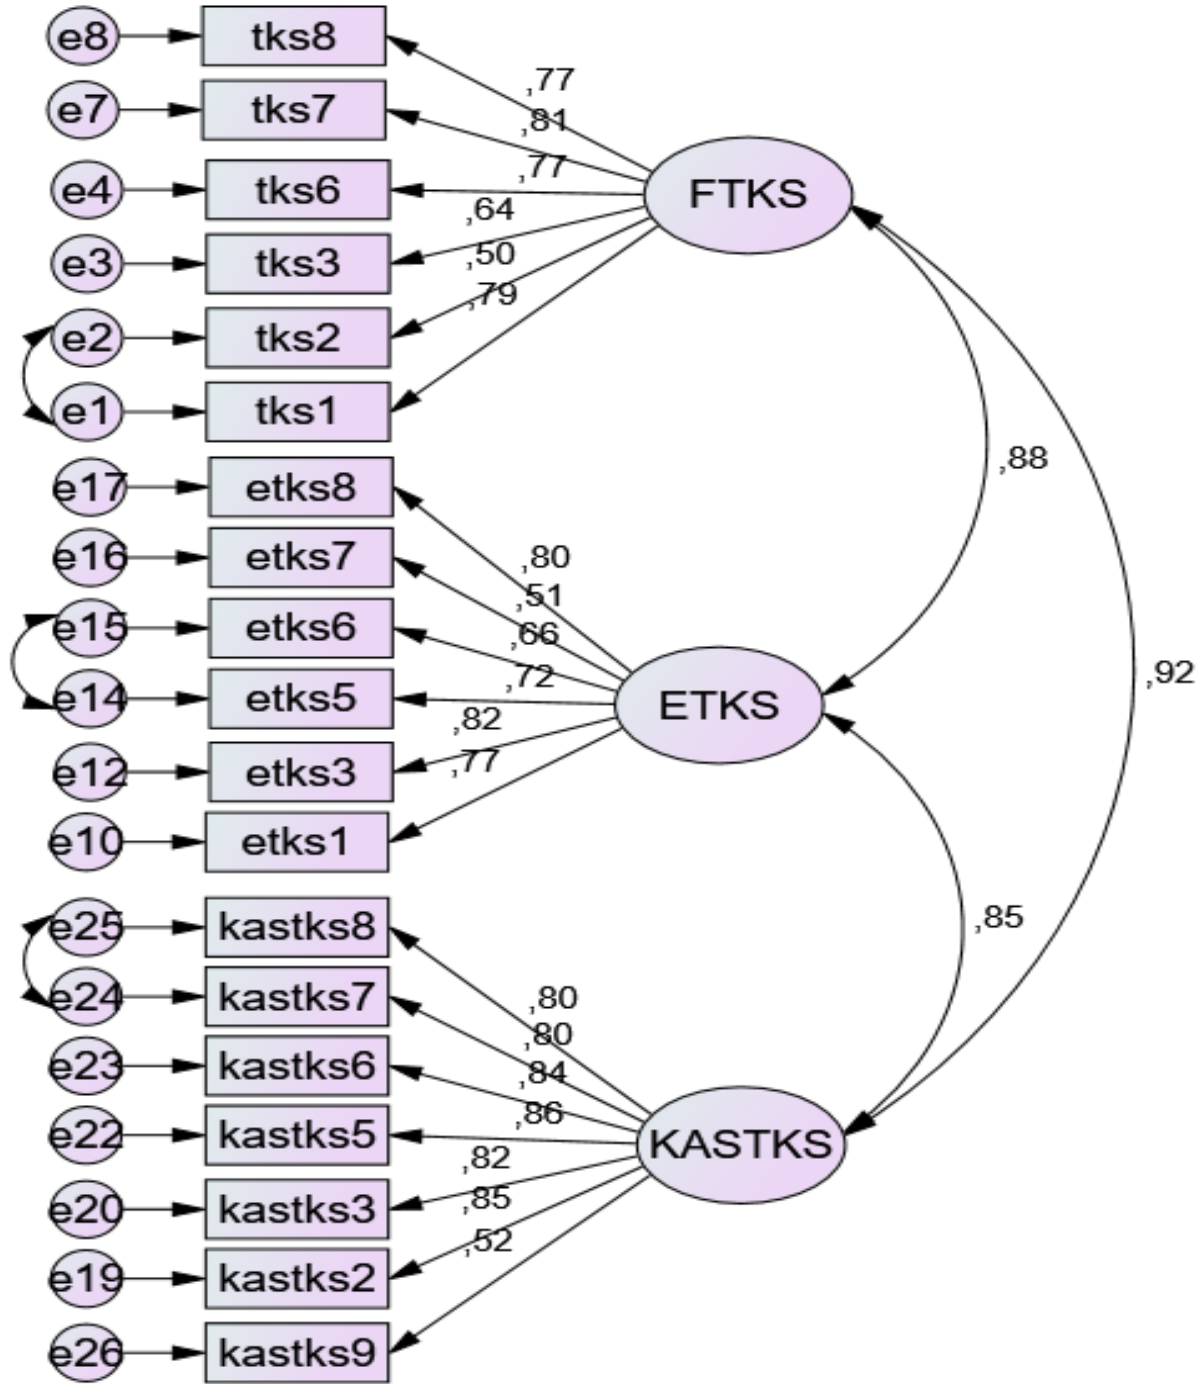 e8 tks8
,77
e7 tks7
,81
e4 tks6
,77
FTKS
,64
e3 tks3
,50
,79
e2 tks2
e1 tks1
,88
e17 etks8
e16 etks7
,80
,51
e15 etks6
,66
,92
,72
e14 etks5
ETKS
,82
e12 etks3
,77
e10 etks1
,85
e25 kastks8
e24 kastks7
,80
,80
e23 kastks6
,84
,86
e22 kastks5
KASTKS
,82
e20 kastks3
,85
,52
e19 kastks2
e26 kastks9